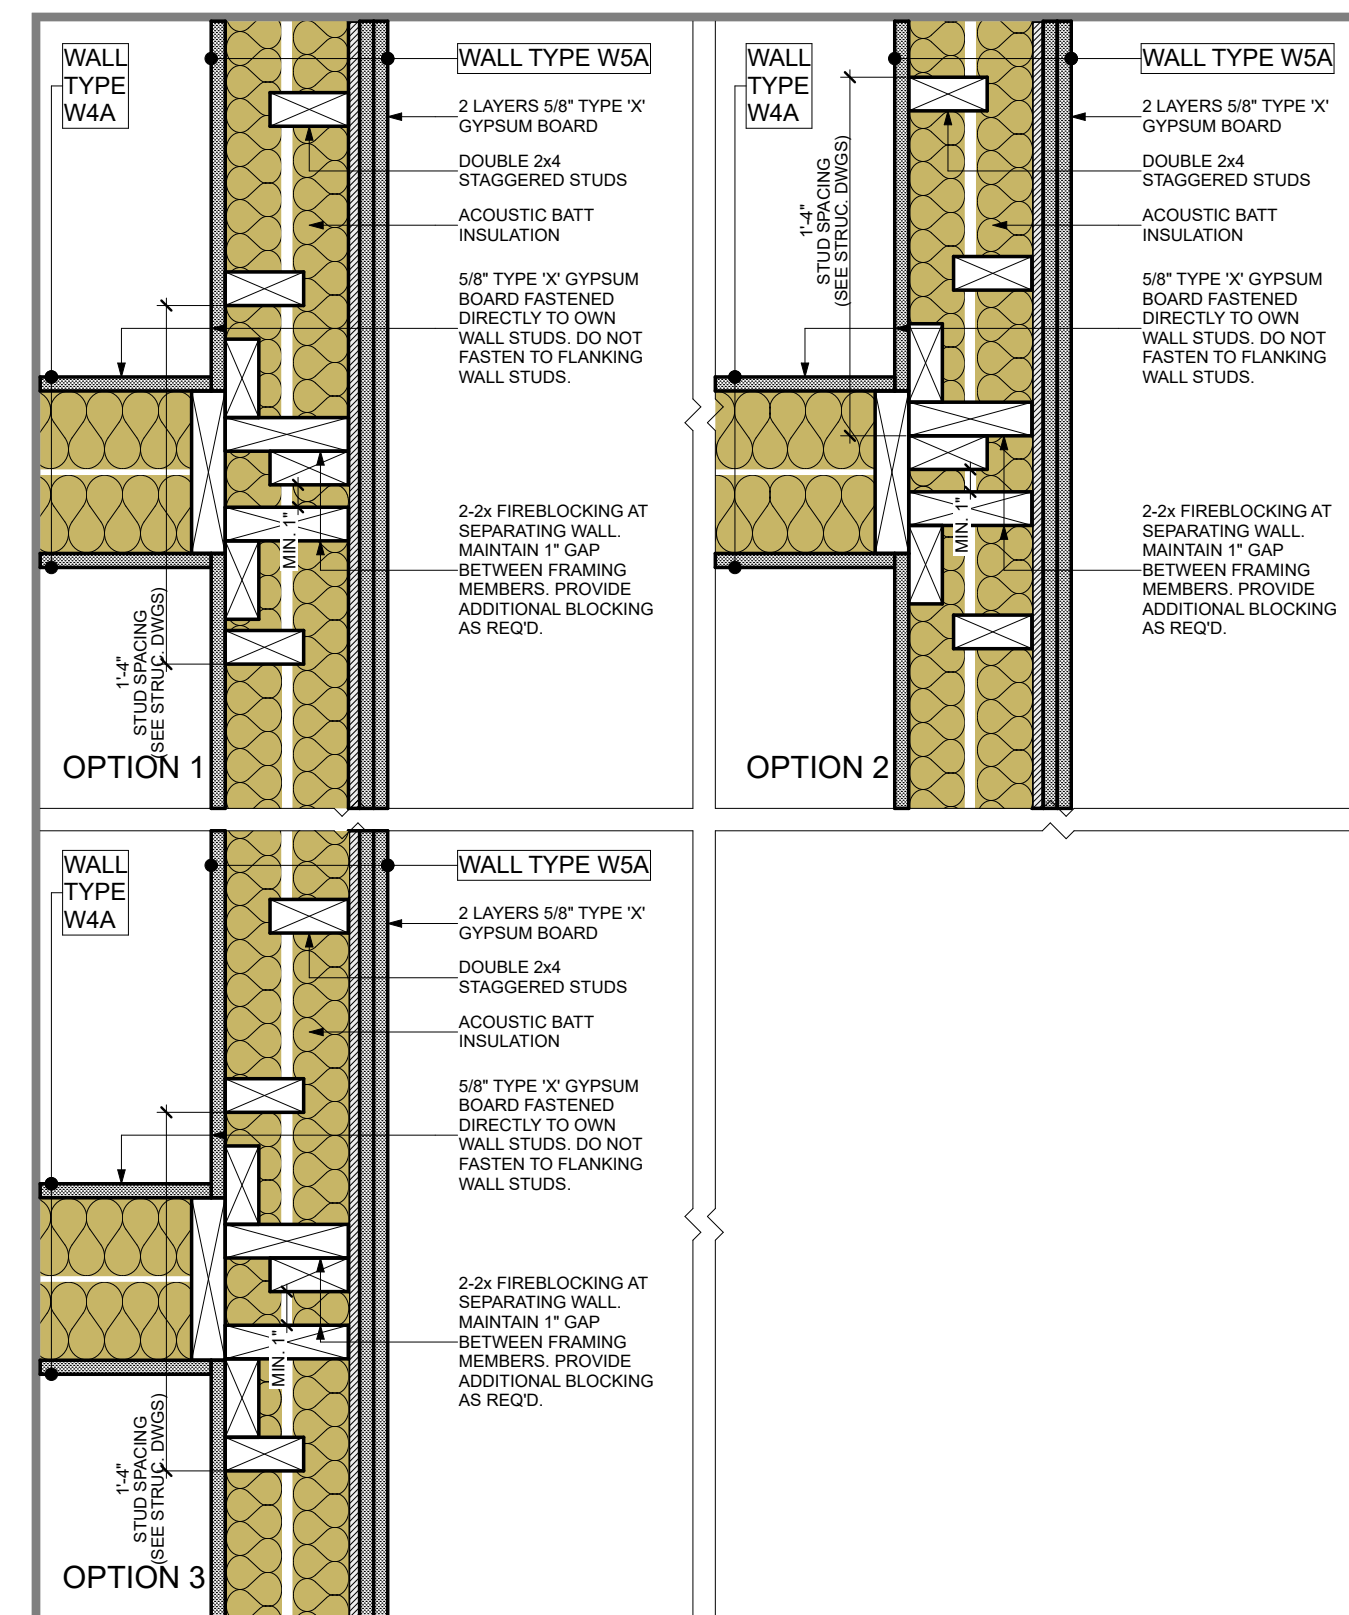 WALL
TYPE
W4A
WALL TYPE W5A
2 LAYERS 5/8" TYPE 'X'
GYPSUM BOARD
DOUBLE 2x4
STAGGERED STUDS
ACOUSTIC BATT
INSULATION
5/8" TYPE 'X' GYPSUM
BOARD FASTENED
DIRECTLY TO OWN
WALL STUDS. DO NOT
FASTEN TO FLANKING
WALL STUDS.
2-2x FIREBLOCKING AT
SEPARATING WALL.
MAINTAIN 1" GAP
BETWEEN FRAMING
MEMBERS. PROVIDE
ADDITIONAL BLOCKING
AS REQ'D.
MIN. 1"
1'-4"
STUD SPACING
(SEE STRUC. DWGS)
OPTION 1
WALL
TYPE
W4A
WALL TYPE W5A
2 LAYERS 5/8" TYPE 'X'
GYPSUM BOARD
DOUBLE 2x4
STAGGERED STUDS
ACOUSTIC BATT
INSULATION
1'-4"
STUD SPACING
(SEE STRUC. DWGS)
5/8" TYPE 'X' GYPSUM
BOARD FASTENED
DIRECTLY TO OWN
WALL STUDS. DO NOT
FASTEN TO FLANKING
WALL STUDS.
2-2x FIREBLOCKING AT
SEPARATING WALL.
MAINTAIN 1" GAP
BETWEEN FRAMING
MEMBERS. PROVIDE
ADDITIONAL BLOCKING
AS REQ'D.
MIN. 1"
OPTION 2
WALL
TYPE
W4A
WALL TYPE W5A
2 LAYERS 5/8" TYPE 'X'
GYPSUM BOARD
DOUBLE 2x4
STAGGERED STUDS
ACOUSTIC BATT
INSULATION
5/8" TYPE 'X' GYPSUM
BOARD FASTENED
DIRECTLY TO OWN
WALL STUDS. DO NOT
FASTEN TO FLANKING
WALL STUDS.
2-2x FIREBLOCKING AT
SEPARATING WALL.
MAINTAIN 1" GAP
BETWEEN FRAMING
MEMBERS. PROVIDE
ADDITIONAL BLOCKING
AS REQ'D.
MIN. 1"
1'-4"
STUD SPACING
(SEE STRUC. DWGS)
OPTION 3